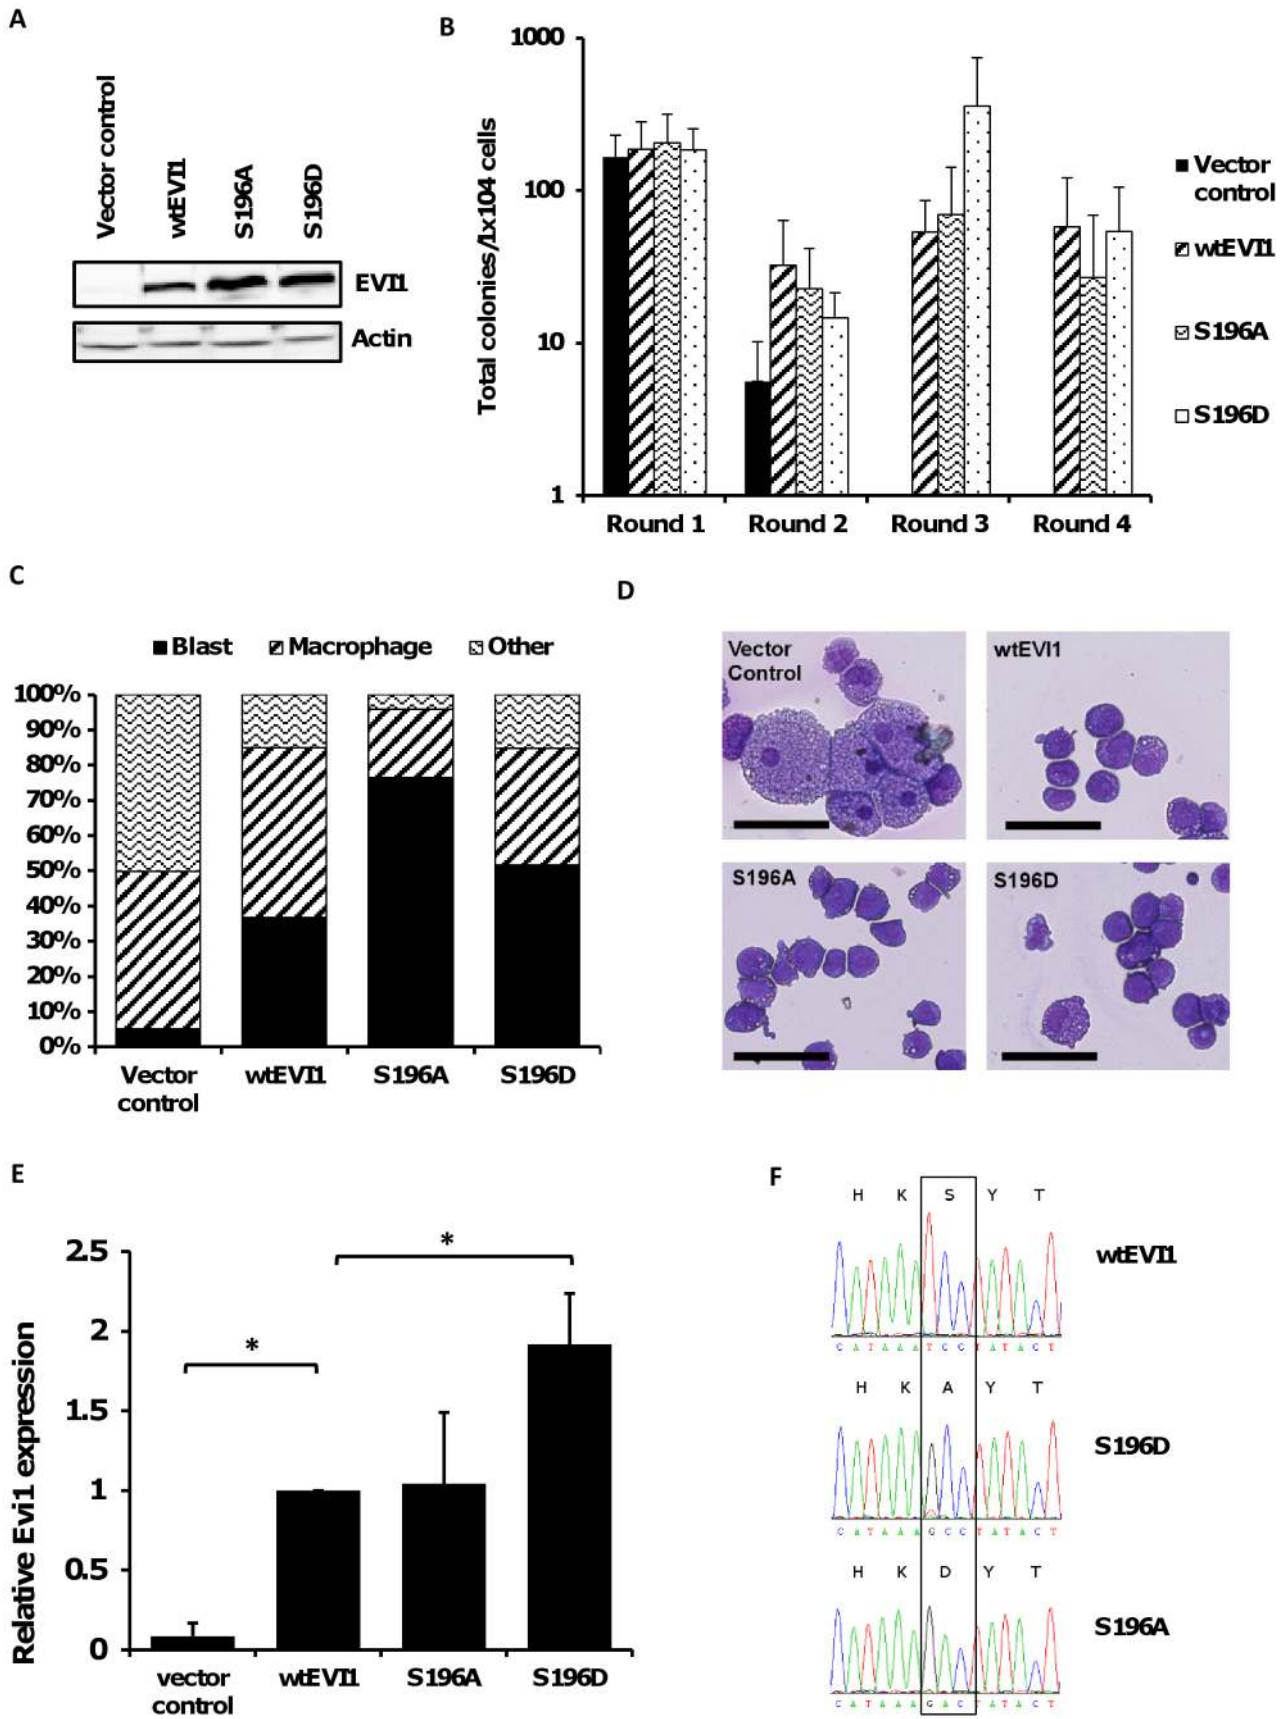 A
Vector control
wtEVI1
S196A
S196D
EVI1
Actin
B
Total colonies/1x104 cells
1000
100
10
1
Round 1 Round 2 Round 3 Round 4
Vector
control
wtEVI1
S196A
S196D
C
Blast Macrophage Other
100%
90%
80%
70%
60%
50%
40%
30%
20%
10%
0%
Vector
control
wtEVI1 S196A S196D
D
Vector
Control
wtEVI1
S196A
S196D
E
Relative Evi1 expression
2.5
2
1.5
1
0.5
0
*
*
vector
control
wtEVI1 S196A S196D
F
H K S Y T
wtEVI1
C A T A A A T C C T A T A C T
H K A Y T
S196D
C A T A A A G C C T A T A C T
H K D Y T
S196A
C A T A A A G A C T A T A C T